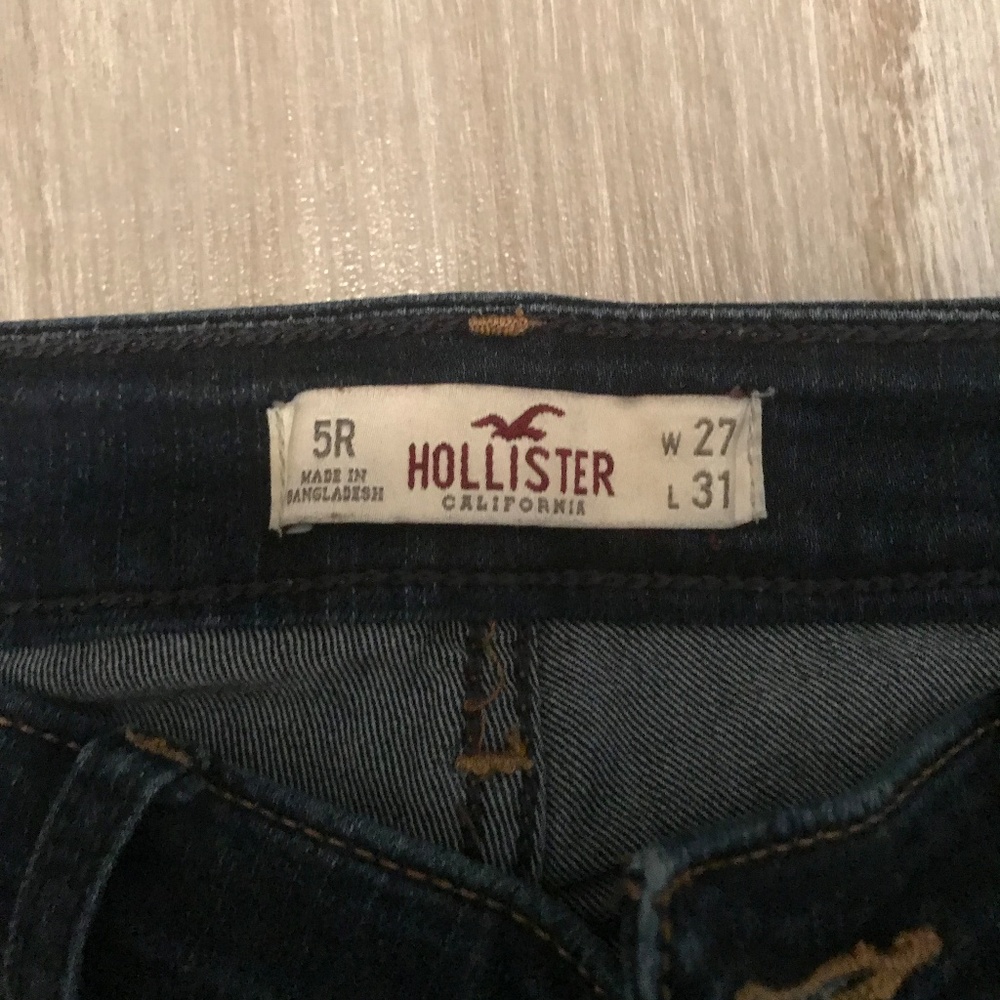 5R
MADE IN
BANGLADESH
HOLLISTER
CALIFORNIA
W 27
L 31